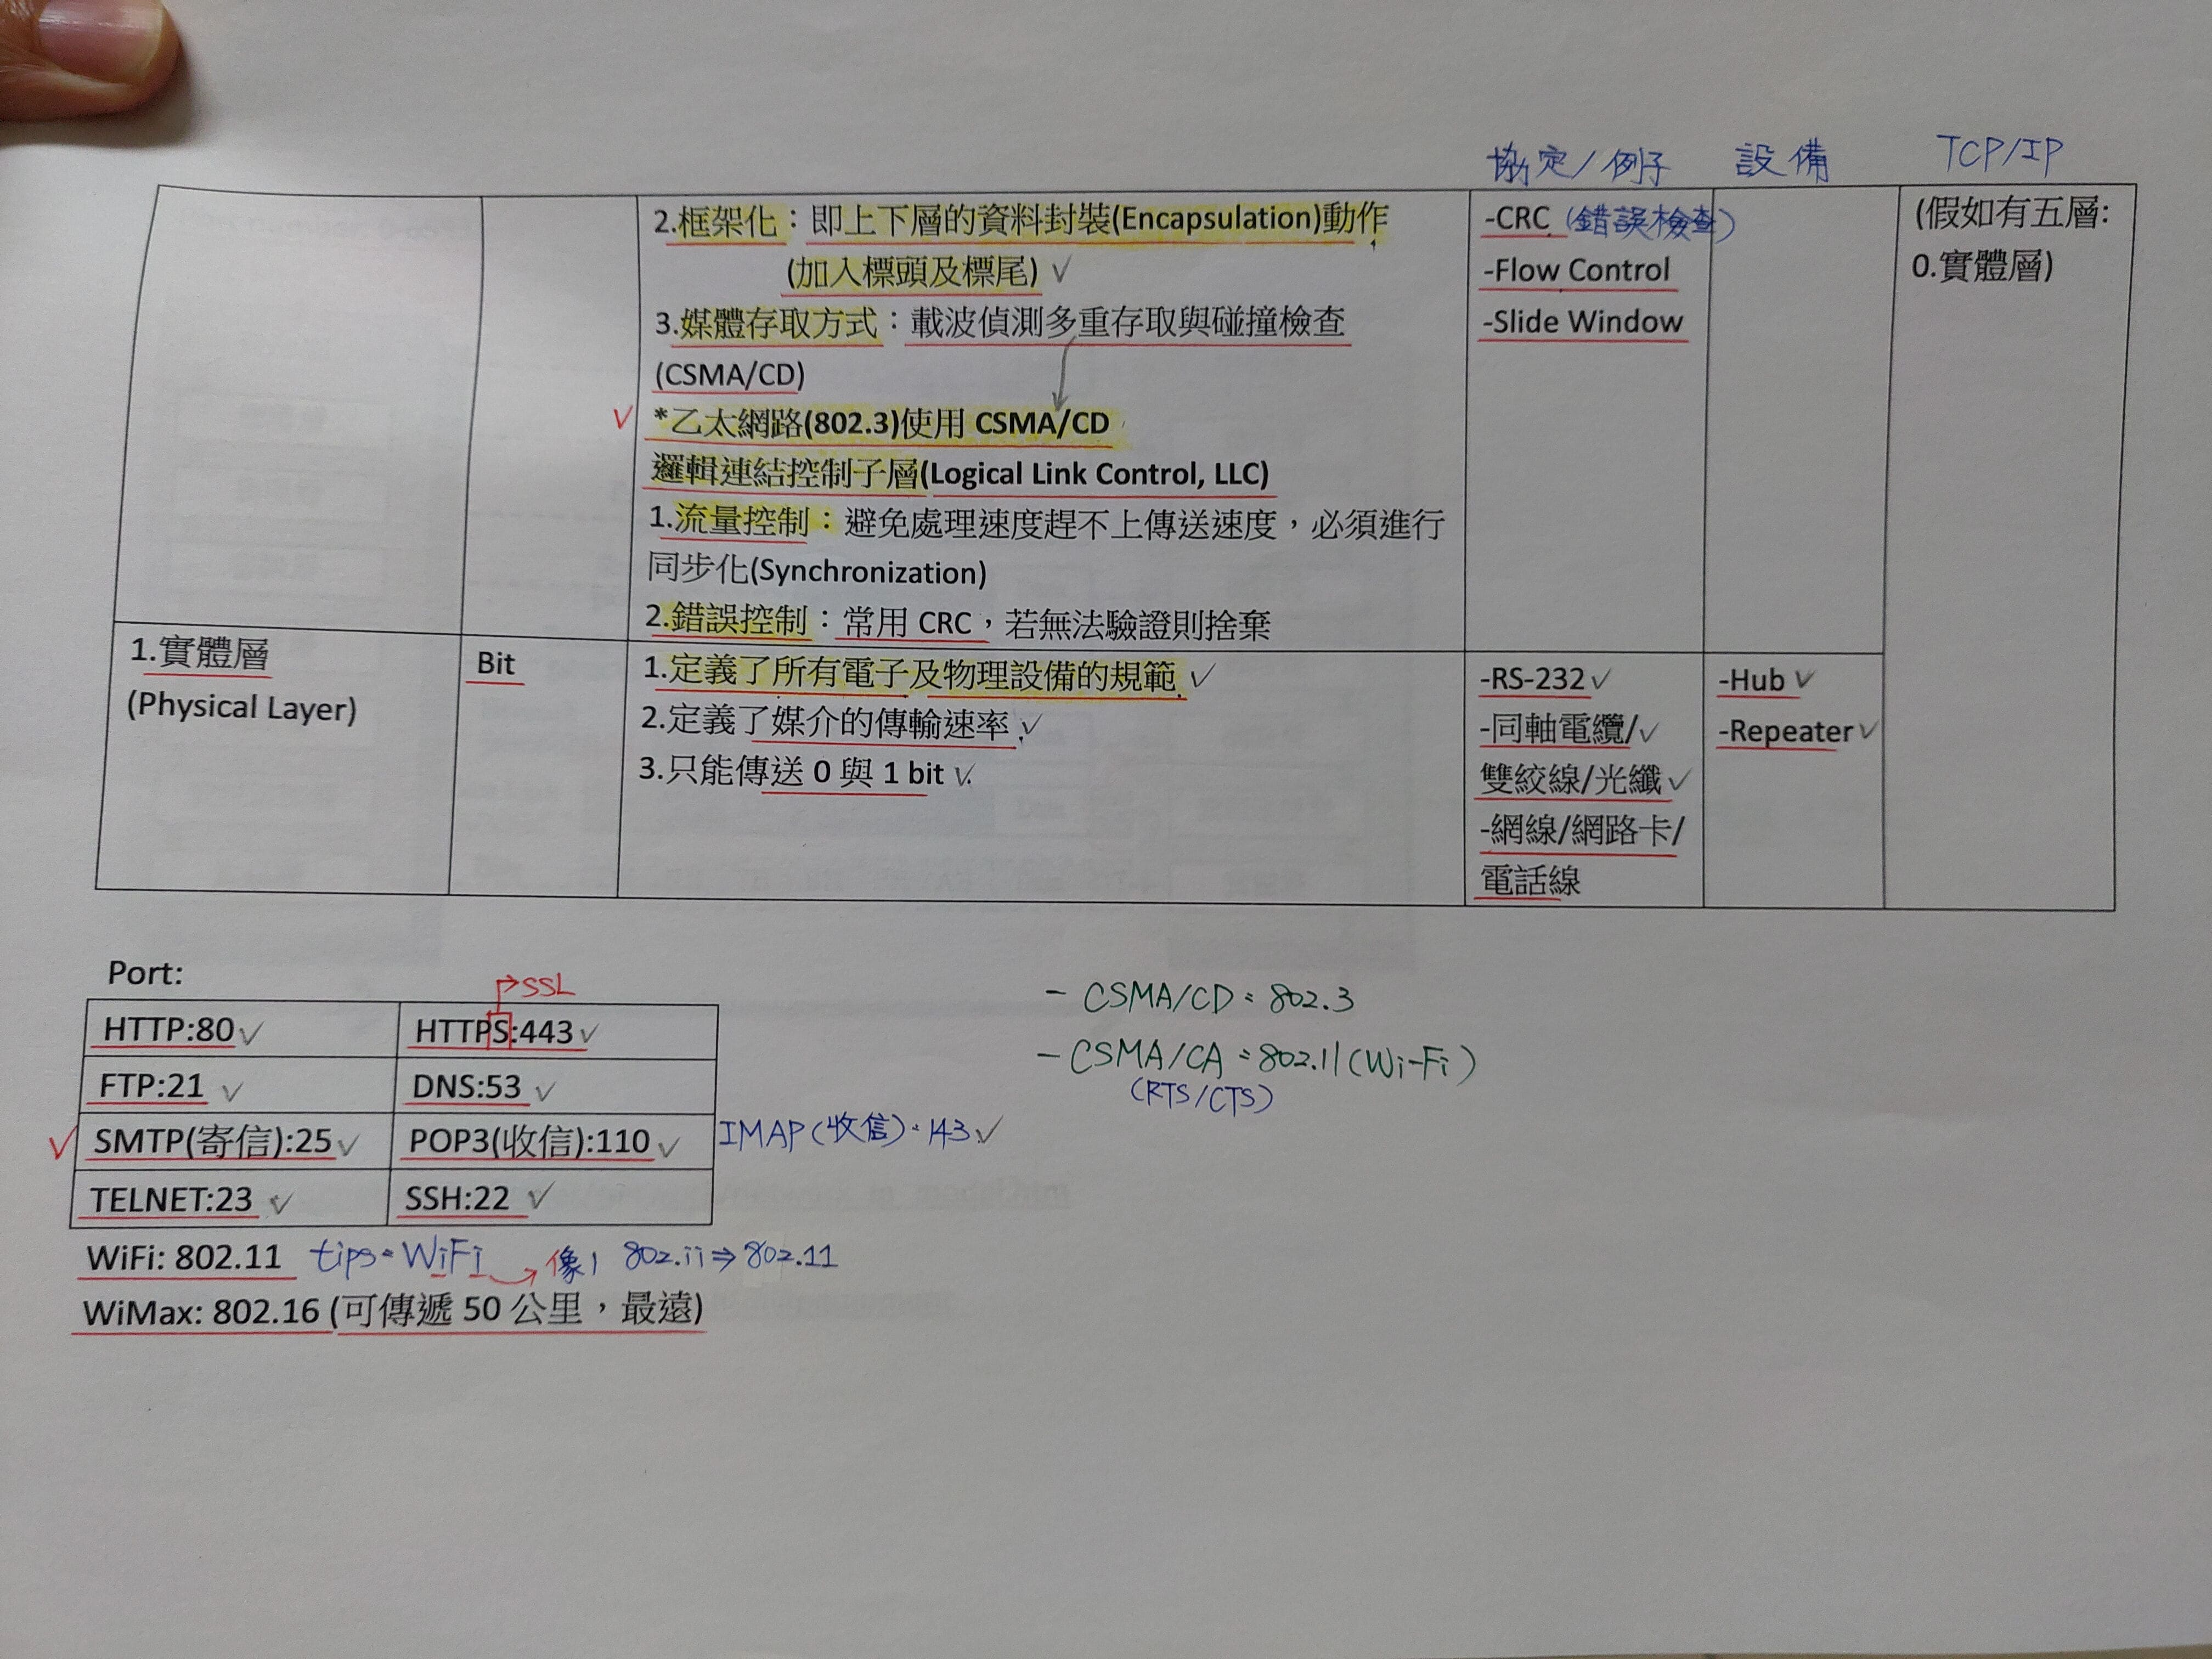 協定/例子 設備 TCP/IP
2.框架化：即上下層的資料封裝(Encapsulation)動作
(加入標頭及標尾)
3.媒體存取方式：載波偵測多重存取與碰撞檢查
(CSMA/CD)
*乙太網路(802.3)使用 CSMA/CD
邏輯連結控制子層(Logical Link Control, LLC)
1.流量控制：避免處理速度趕不上傳送速度，必須進行
同步化(Synchronization)
2.錯誤控制：常用 CRC，若無法驗證則捨棄
-CRC (錯誤檢查)
-Flow Control
-Slide Window
(假如有五層:
0.實體層)
1.實體層
(Physical Layer)
Bit
1.定義了所有電子及物理設備的規範
2.定義了媒介的傳輸速率
3.只能傳送 0 與 1 bit
-RS-232
-同軸電纜/
雙絞線/光纖
-網線/網路卡/
電話線
-Hub
-Repeater
Port:
SSL
HTTP:80 HTTPS:443
FTP:21 DNS:53
SMTP(寄信):25 POP3(收信):110 IMAP(收信):143
TELNET:23 SSH:22
WiFi: 802.11 tips: WiFi 像1 802.ii⇒802.11
WiMax: 802.16 (可傳遞 50 公里，最遠)
- CSMA/CD: 802.3
- CSMA/CA: 802.11(Wi-Fi)
(RTS/CTS)